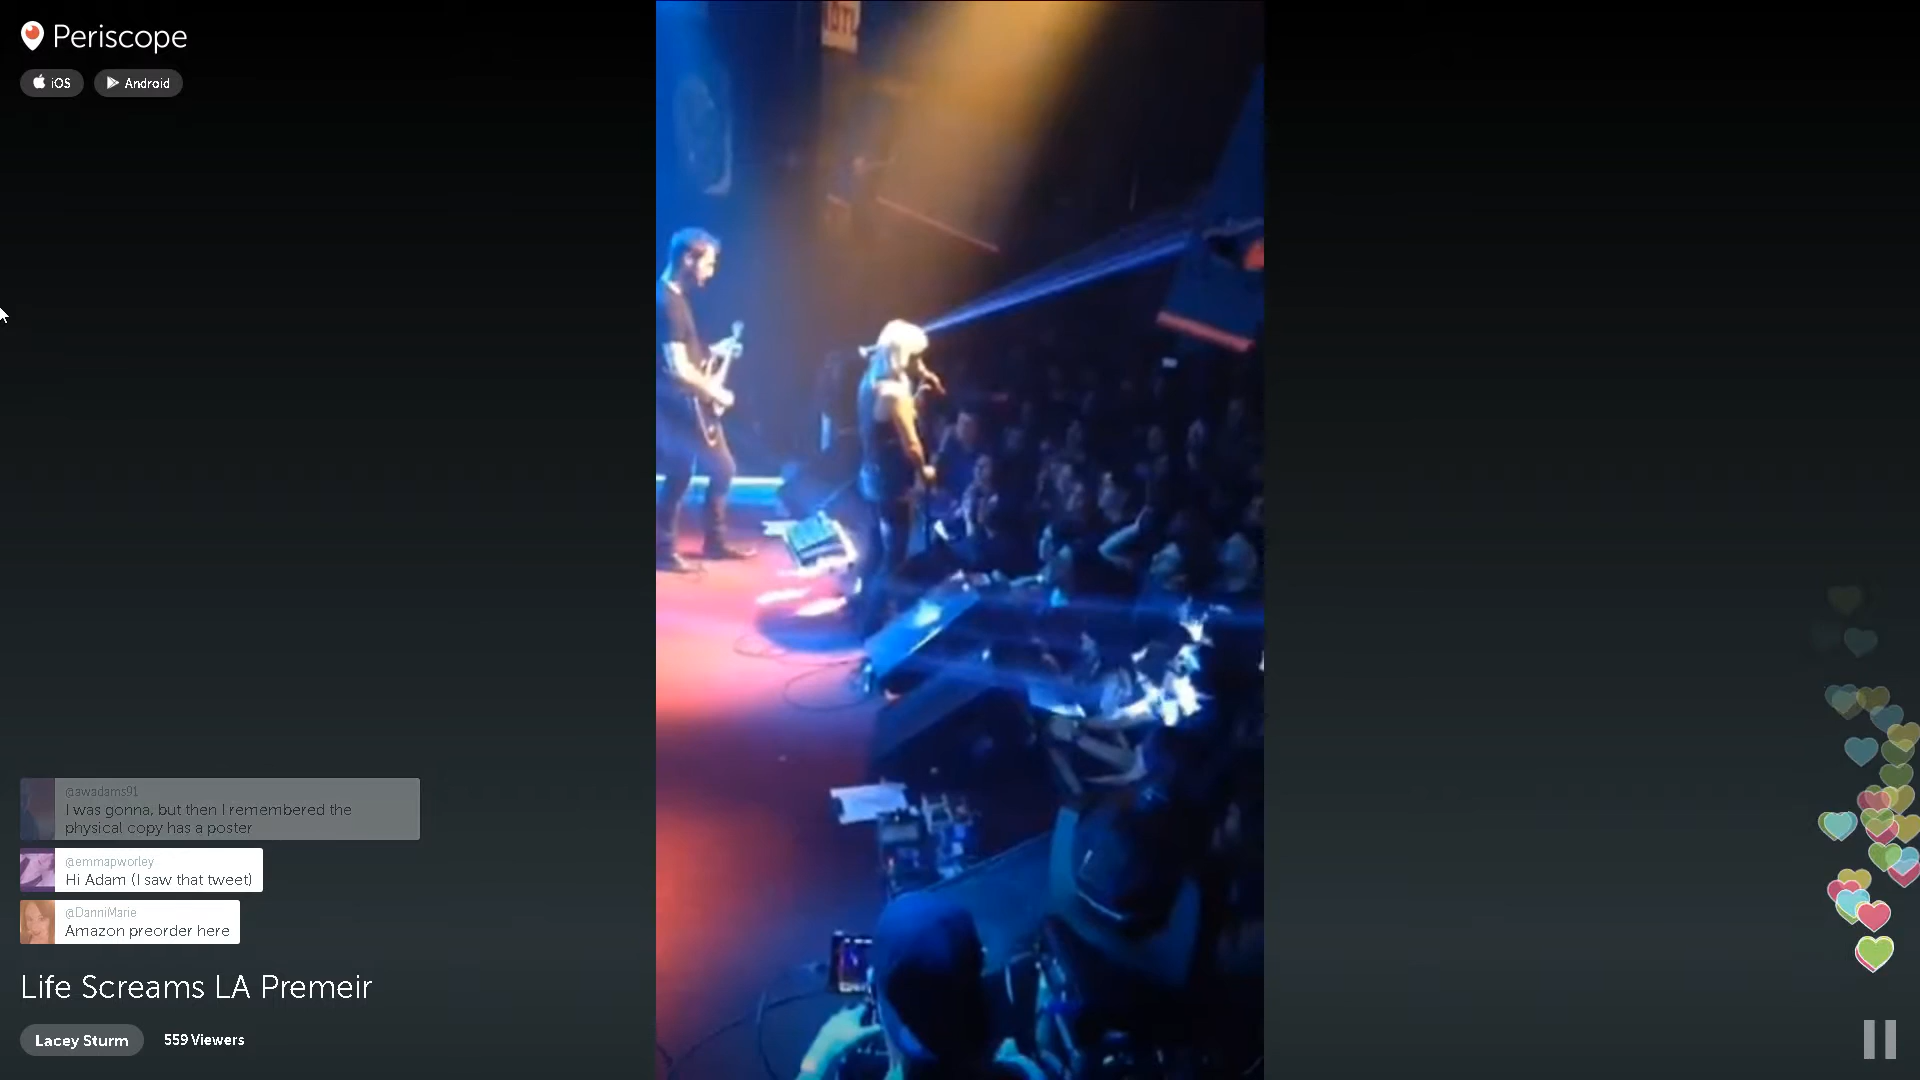 Periscope
iOS
Android
@awadams91
I was gonna, but then I remembered the
physical copy has a poster
@emmapworley
Hi Adam (I saw that tweet)
@DanniMarie
Amazon preorder here
Life Screams LA Premeir
Lacey Sturm
559 Viewers